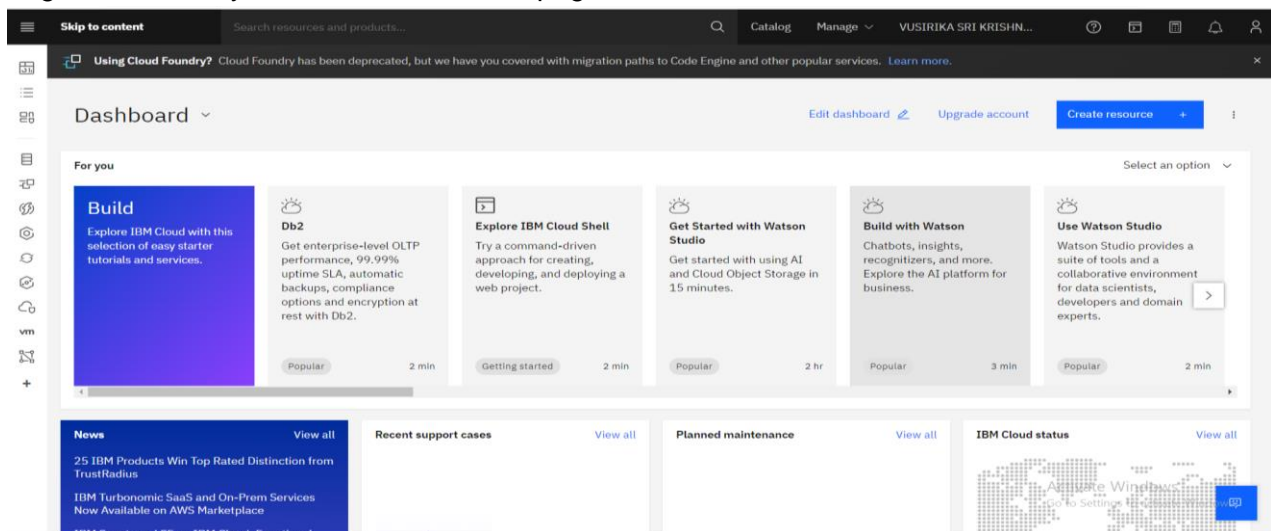 Skip to content
Search resources and products...
Catalog
Manage
VUSIRIKA SRI KRISHN...
Using Cloud Foundry? Cloud Foundry has been deprecated, but we have you covered with migration paths to Code Engine and other popular services. Learn more.
Dashboard
Edit dashboard
Upgrade account
Create resource +
For you
Select an option
Build
Explore IBM Cloud with this
selection of easy starter
tutorials and services.
Db2
Get enterprise-level OLTP
performance, 99.99%
uptime SLA, automatic
backups, compliance
options and encryption at
rest with Db2.
Popular
2 min
Explore IBM Cloud Shell
Try a command-driven
approach for creating,
developing, and deploying a
web project.
Getting started
2 min
Get Started with Watson
Studio
Get started with using AI
and Cloud Object Storage in
15 minutes.
Popular
2 hr
Build with Watson
Chatbots, insights,
recognitizers, and more.
Explore the AI platform for
business.
Popular
3 min
Use Watson Studio
Watson Studio provides a
suite of tools and a
collaborative environment
for data scientists,
developers and domain
experts.
Popular
2 min
vm
News
View all
25 IBM Products Win Top Rated Distinction from
TrustRadius
IBM Turbonomic SaaS and On-Prem Services
Now Available on AWS Marketplace
Recent support cases
View all
Planned maintenance
View all
IBM Cloud status
View all
Activate Windows
Go to Settings to activate Windows